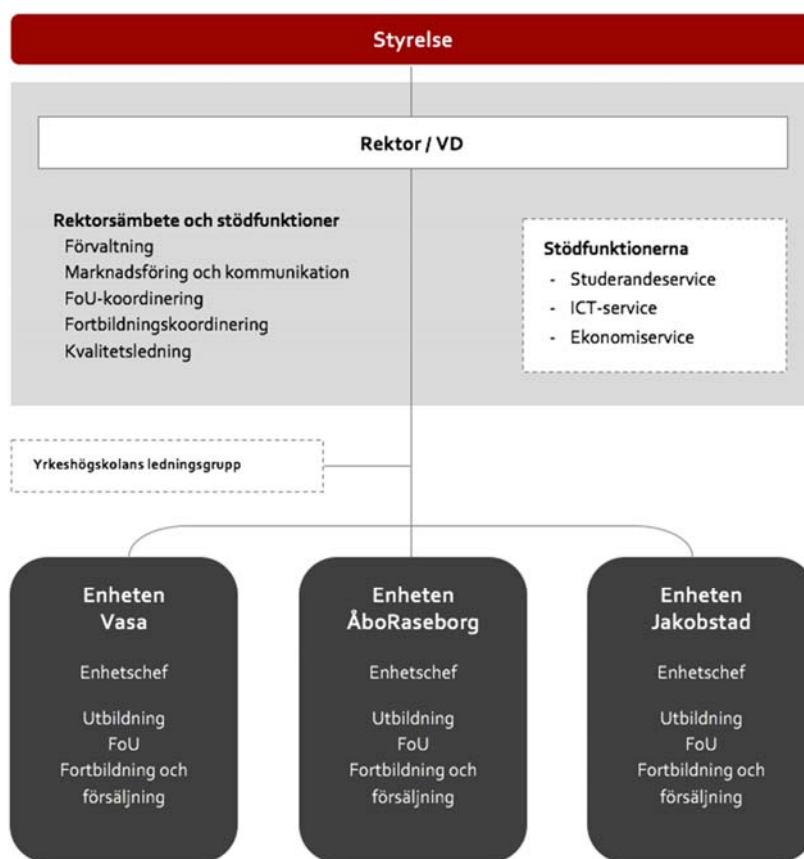 Styrelse
Rektor / VD
Rektorsämbete och stödfunktioner
Förvaltning
Marknadsföring och kommunikation
FoU-koordinering
Fortbildningskoordinering
Kvalitetsledning
Stödfunktionerna
- Studerandeservice
- ICT-service
- Ekonomiservice
Yrkeshögskolans ledningsgrupp
Enheten
Vasa
Enhetschef
Utbildning
FoU
Fortbildning och
försäljning
Enheten
ÅboRaseborg
Enhetschef
Utbildning
FoU
Fortbildning och
försäljning
Enheten
Jakobstad
Enhetschef
Utbildning
FoU
Fortbildning och
försäljning